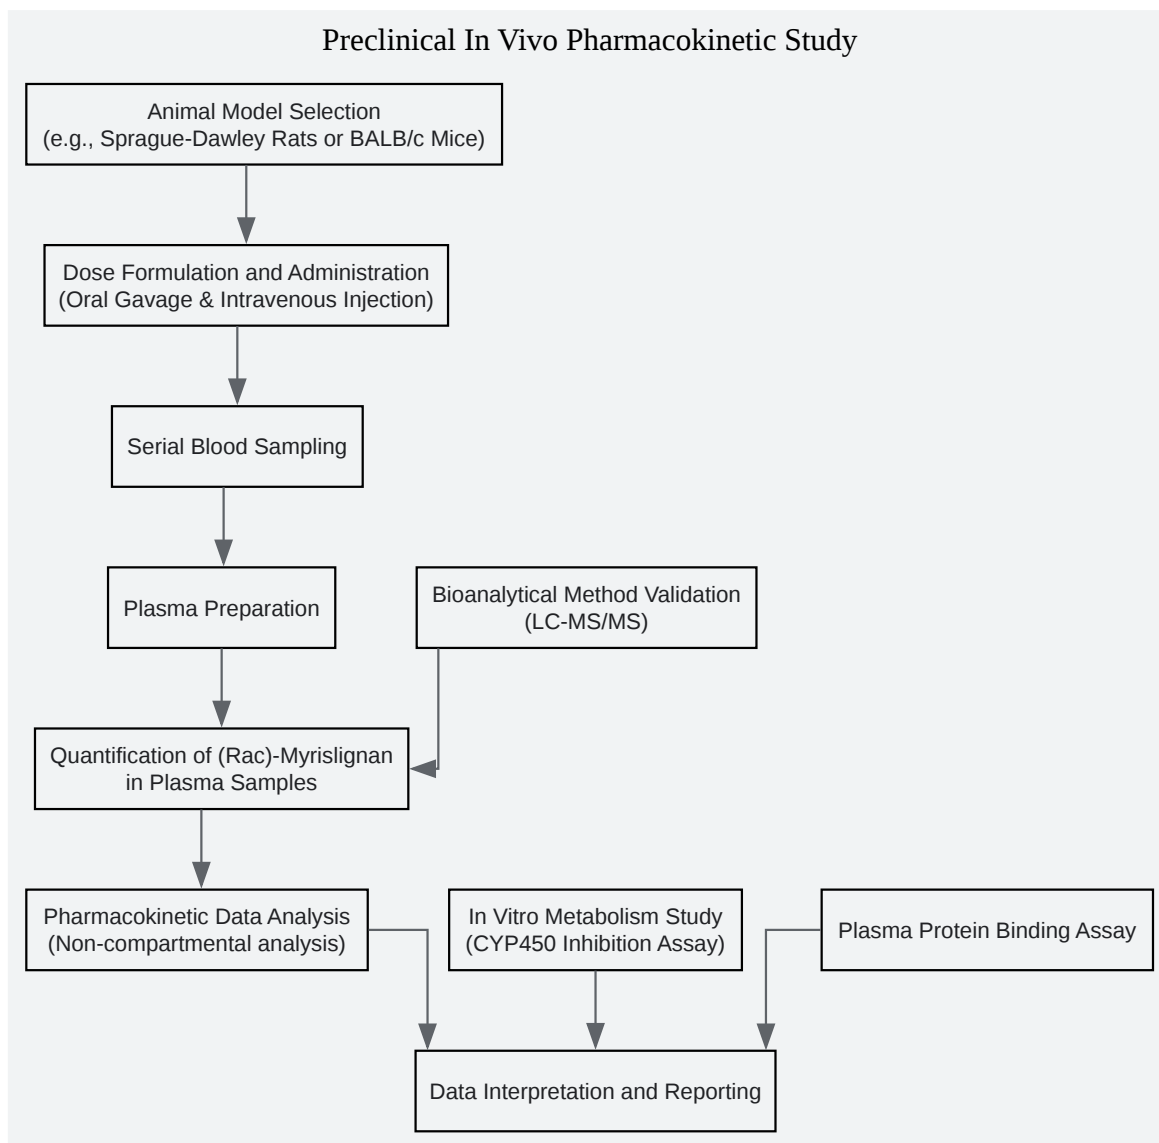 Preclinical In Vivo Pharmacokinetic Study
Animal Model Selection
(e.g., Sprague-Dawley Rats or BALB/c Mice)
Dose Formulation and Administration
(Oral Gavage & Intravenous Injection)
Serial Blood Sampling
Plasma Preparation
Bioanalytical Method Validation
(LC-MS/MS)
Quantification of (Rac)-Myrislignan
in Plasma Samples
Pharmacokinetic Data Analysis
(Non-compartmental analysis)
In Vitro Metabolism Study
(CYP450 Inhibition Assay)
Plasma Protein Binding Assay
Data Interpretation and Reporting